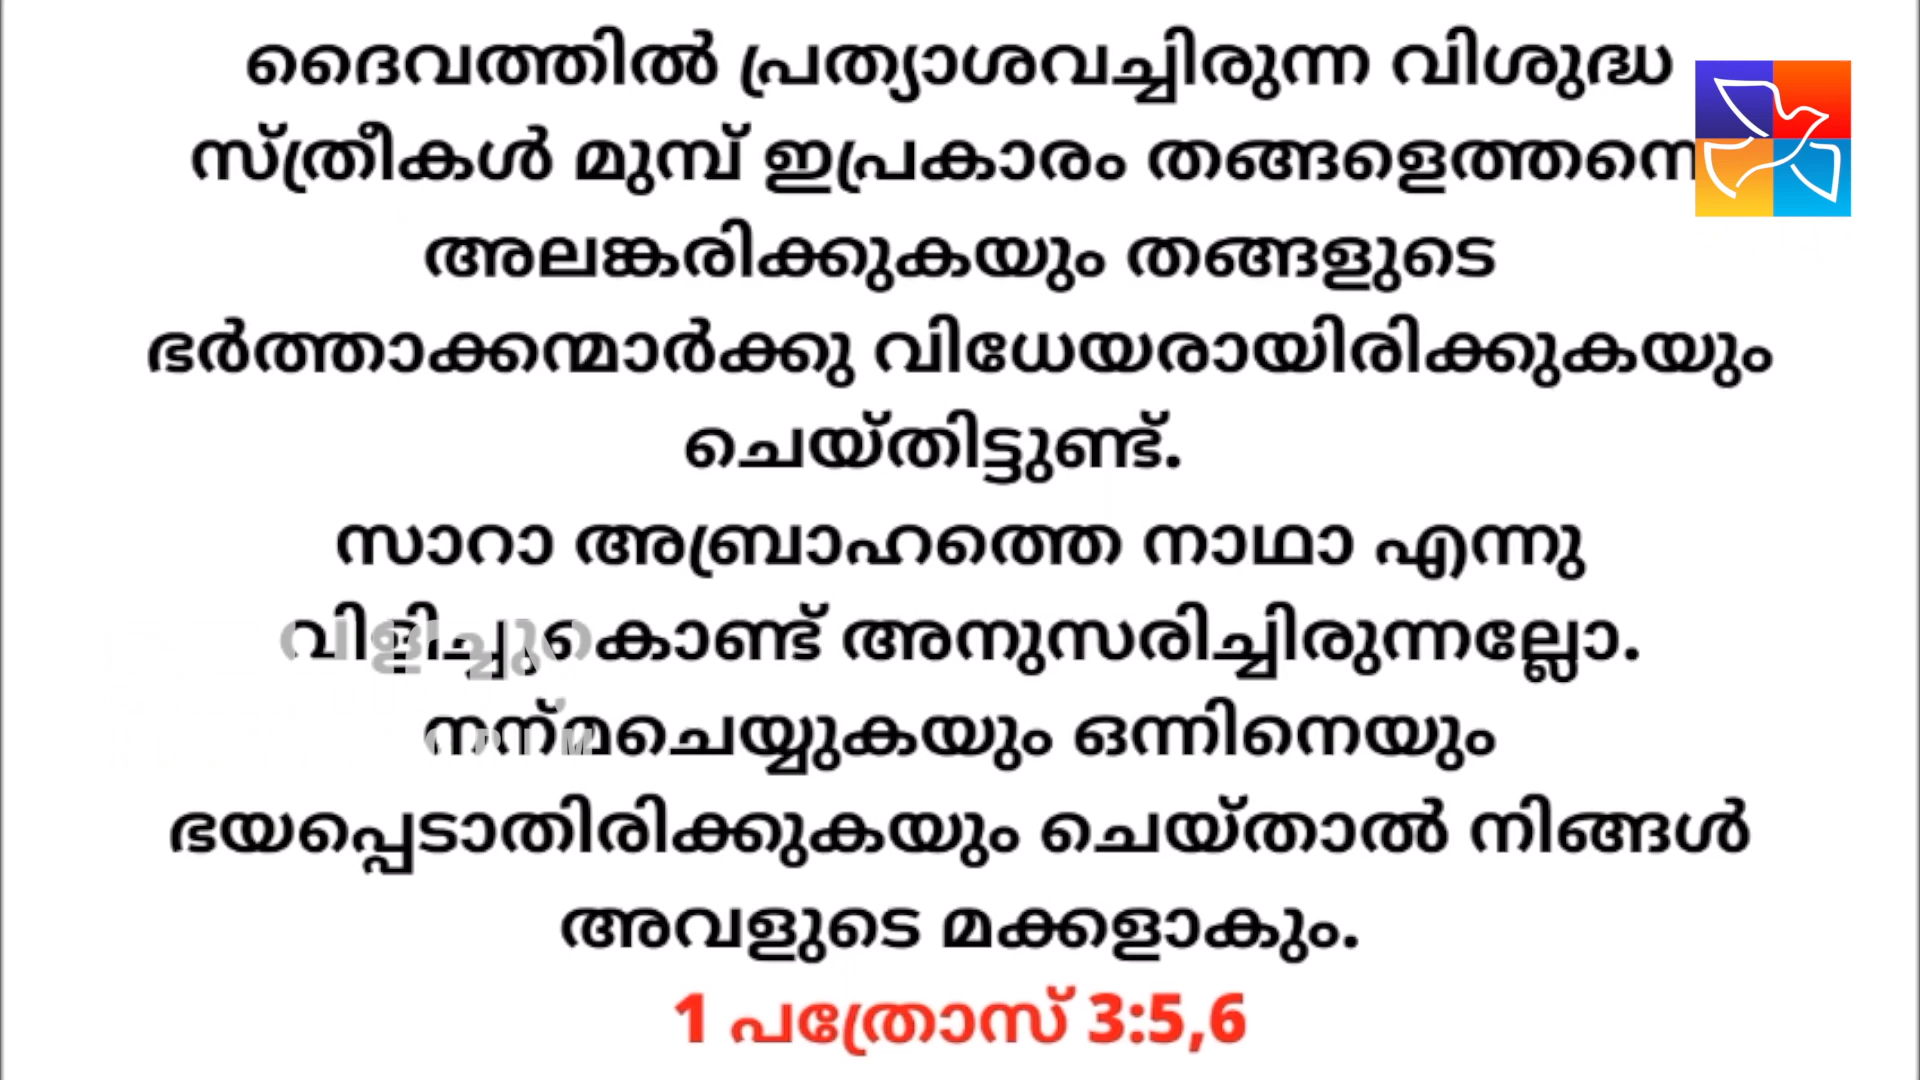 ദൈവത്തിൽ പ്രത്യാശവച്ചിരുന്ന വിശുദ്ധ
സ്ത്രീകൾ മുമ്പ് ഇപ്രകാരം തങ്ങളെത്തന്നെ
അലങ്കരിക്കുകയും തങ്ങളുടെ
ഭർത്താക്കന്മാർക്കു വിധേയരായിരിക്കുകയും
ചെയ്തിട്ടുണ്ട്.
സാറാ അബ്രാഹത്തെ നാഥാ എന്നു
വിളിച്ചുകൊണ്ട് അനുസരിച്ചിരുന്നല്ലോ.
നന്മചെയ്യുകയും ഒന്നിനെയും
ഭയപ്പെടാതിരിക്കുകയും ചെയ്താൽ നിങ്ങൾ
അവളുടെ മക്കളാകും.
1 പത്രോസ് 3:5,6